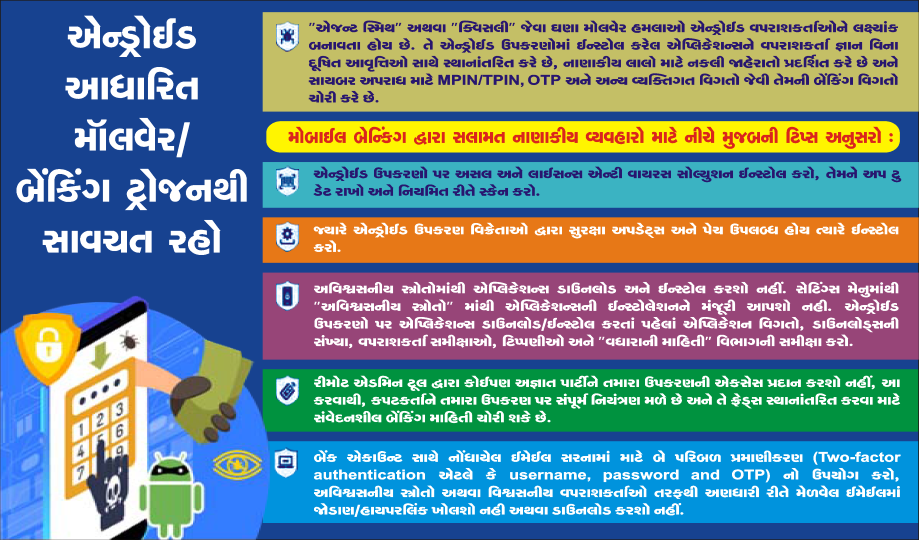 એન્ડ્રોઈડ
આધારિત
મૉલવેર/
બેંકિંગ ટ્રોજનથી
સાવચત રહો
"એજન્ટ સ્મિથ" અથવા "ક્વિસલી" જેવા ઘણા મોલવેર હમલાઓ એન્ડ્રોઈડ વપરાશકર્તાઓને લક્ષ્યાંક
બનાવતા હોય છે. તે એન્ડ્રોઈડ ઉપકરણોમાં ઈન્સ્ટોલ કરેલ એપ્લિકેશન્સને વપરાશકર્તા જ્ઞાન વિના
દૂષિત આવૃત્તિઓ સાથે સ્થાનાંતરિત કરે છે, નાણાકીય લાભો માટે નકલી જાહેરાતો પ્રદર્શિત કરે છે અને
સાયબર અપરાધ માટે MPIN/TPIN, OTP અને અન્ય વ્યક્તિગત વિગતો જેવી તેમની બેંકિંગ વિગતો
ચોરી કરે છે.
મોબાઈલ બેન્કિંગ દ્વારા સલામત નાણાકીય વ્યવહારો માટે નીચે મુજબની ટિપ્સ અનુસરો :
એન્ડ્રોઈડ ઉપકરણો પર અસલ અને લાઈસન્સ એન્ટી વાયરસ સોલ્યુશન ઈન્સ્ટોલ કરો, તેમને અપ ટુ
ડેટ રાખો અને નિયમિત રીતે સ્કેન કરો.
જ્યારે એન્ડ્રોઈડ ઉપકરણ વિક્રેતાઓ દ્વારા સુરક્ષા અપડેટ્સ અને પેચ ઉપલબ્ધ હોય ત્યારે ઈન્સ્ટોલ
કરો.
અવિશ્વસનીય સ્ત્રોતોમાંથી એપ્લિકેશન્સ ડાઉનલોડ અને ઈન્સ્ટોલ કરશો નહીં. સેટિંગ્સ મેનુમાંથી
"અવિશ્વસનીય સ્ત્રોતો" માંથી એપ્લિકેશન્સની ઈન્સ્ટોલેશનને મંજૂરી આપશો નહી. એન્ડ્રોઈડ
ઉપકરણો પર એપ્લિકેશન્સ ડાઉનલોડ/ઈન્સ્ટોલ કરતાં પહેલાં એપ્લિકેશન વિગતો, ડાઉનલોડ્સની
સંખ્યા, વપરાશકર્તા સમીક્ષાઓ, ટિપ્પણીઓ અને "વધારાની માહિતી" વિભાગની સમીક્ષા કરો.
રીમોટ એડમિન ટૂલ દ્વારા કોઈપણ અજ્ઞાત પાર્ટીને તમારા ઉપકરણની એક્સેસ પ્રદાન કરશો નહીં, આ
કરવાથી, કપટકર્તાને તમારા ઉપકરણ પર સંપૂર્મ નિયંત્રણ મળે છે અને તે ફંડ્સ સ્થાનાંતરિત કરવા માટે
સંવેદનશીલ બેંકિંગ માહિતી ચોરી શકે છે.
બેંક એકાઉન્ટ સાથે નોંધાયેલ ઈમેઈલ સરનામાં માટે બે પરિબળ પ્રમાણીકરણ (Two-factor
authentication એટલે કે username, password and OTP) નો ઉપયોગ કરો,
અવિશ્વસનીય સ્ત્રોતો અથવા વિશ્વસનીય વપરાશકર્તાઓ તરફથી અણધારી રીતે મેળવેલ ઈમેઈલમાં
જોડાણ/હાયપરલિંક ખોલશો નહી અથવા ડાઉનલોડ કરશો નહીં.